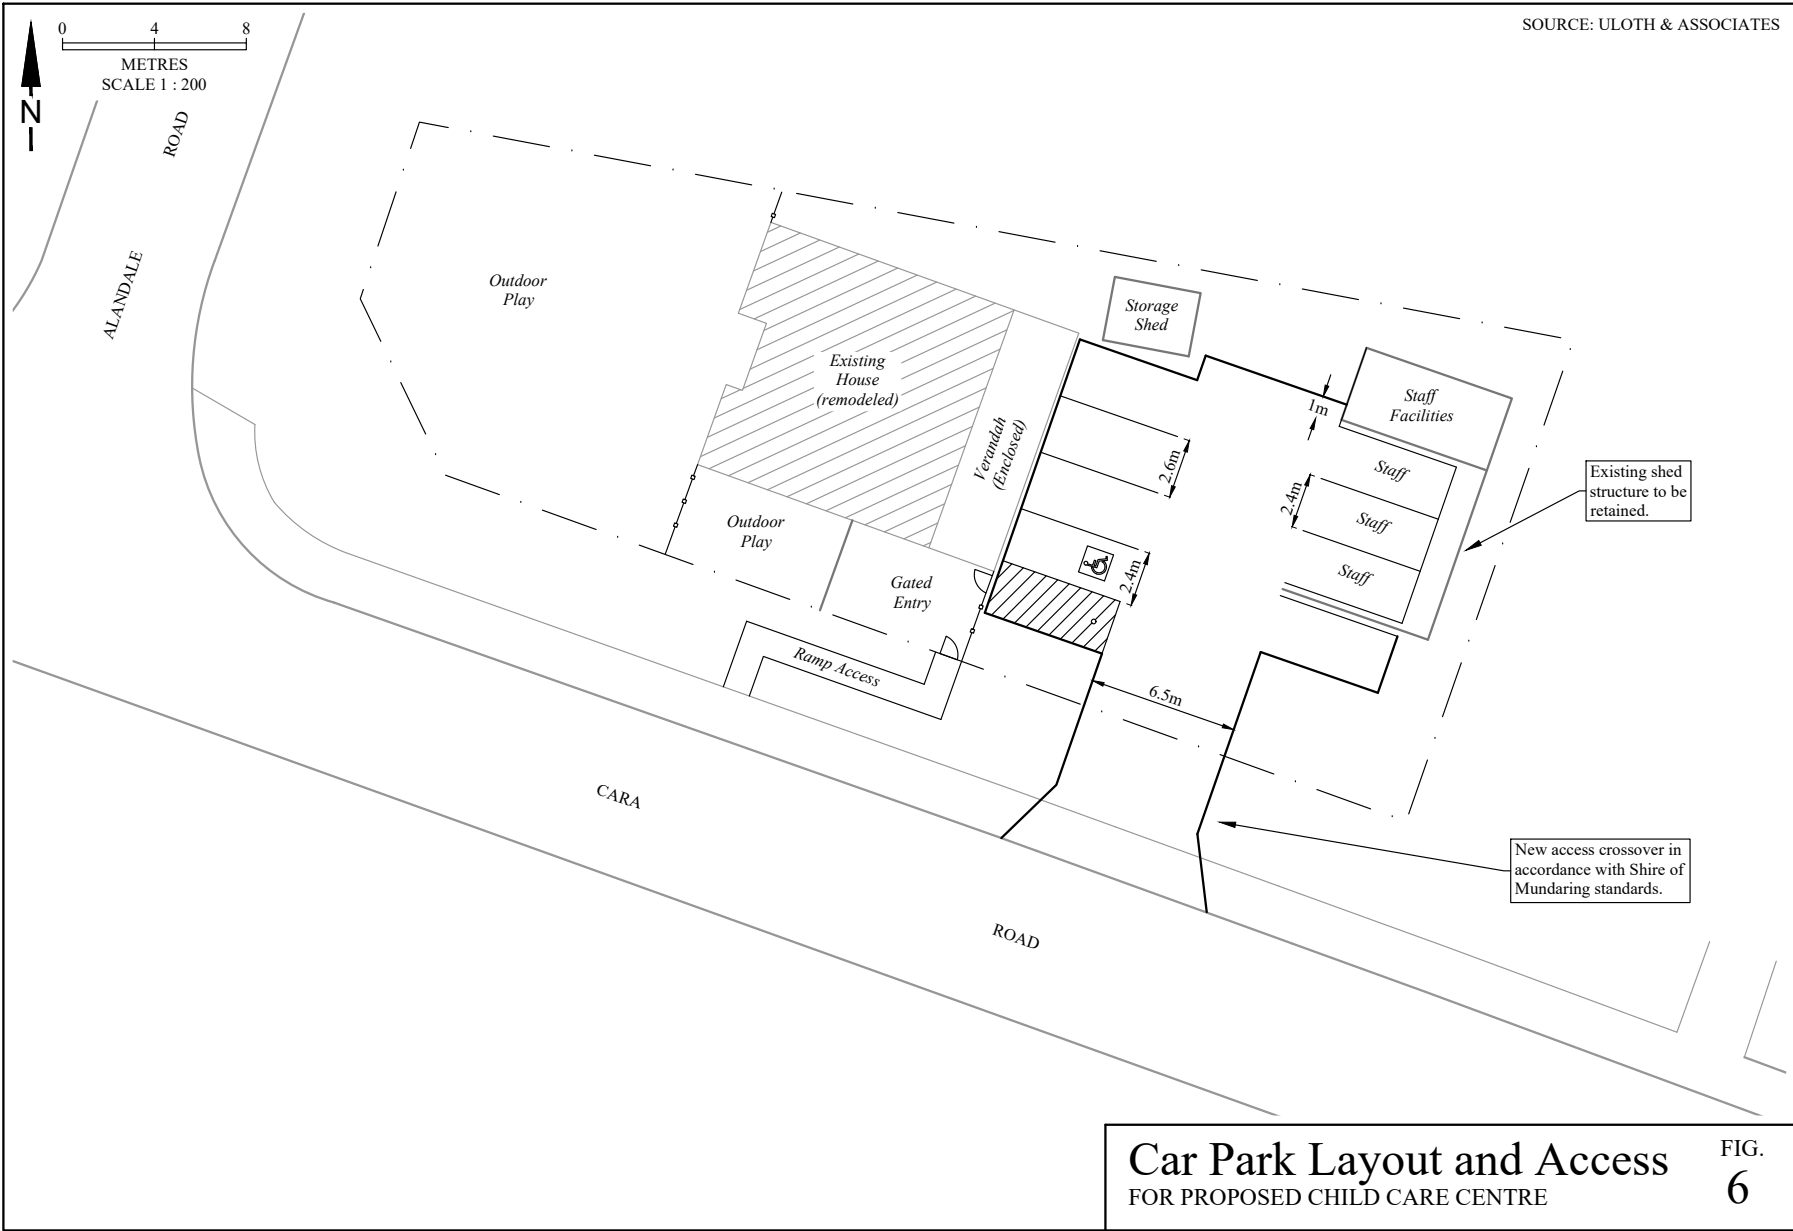 0 4 8
METRES
SCALE 1 : 200
N
SOURCE: ULOTH & ASSOCIATES
ALANDALE
ROAD
Outdoor
Play
Existing
House
(remodeled)
Verandah
(Enclosed)
Storage
Shed
Staff
Facilities
1m
2.6m
2.4m
Staff
Staff
Staff
2.4m
Existing shed
structure to be
retained.
Outdoor
Play
Gated
Entry
Ramp Access
6.5m
New access crossover in
accordance with Shire of
Mundaring standards.
CARA
ROAD
Car Park Layout and Access
FOR PROPOSED CHILD CARE CENTRE
FIG.
6